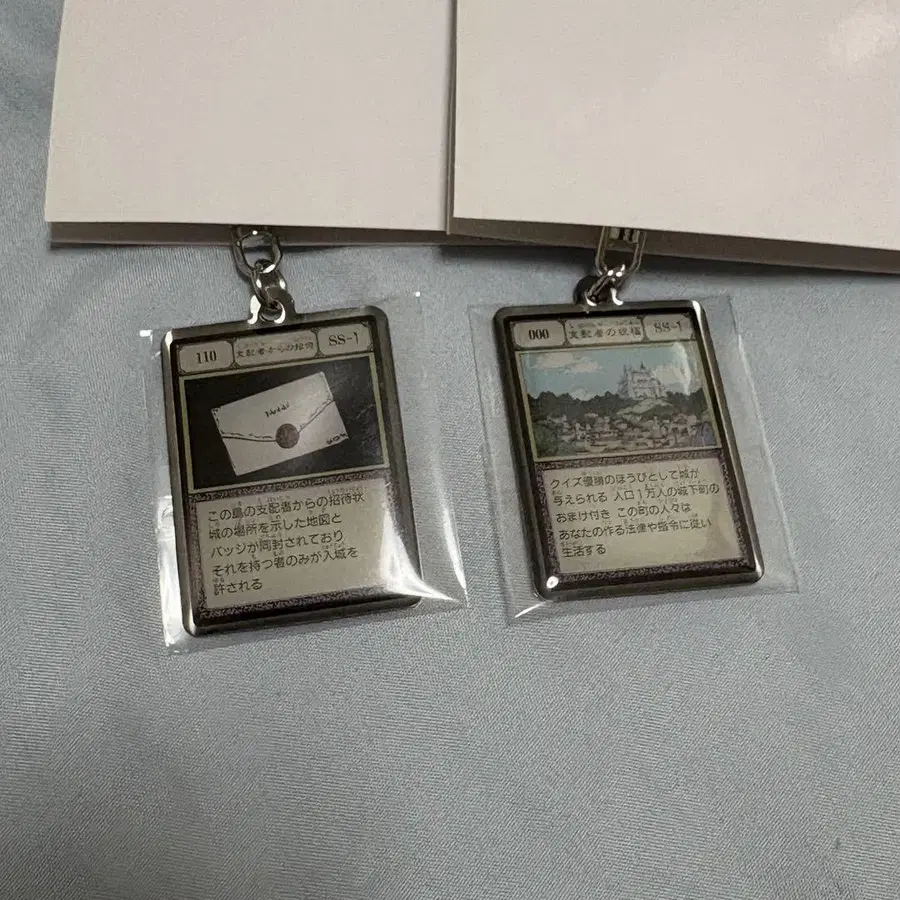 110
支配者からの招待
SS-1
この島の支配者からの招待状
城の場所を示した地図と
バッジが同封されており
それを持つ者のみが入城を
許される
000
支配者の祝福
SS-1
クイズ優勝のほうびとして城が
与えられる 人口1万人の城下町の
おまけ付き この町の人々は
あなたの作る法律や指令に従い
生活する